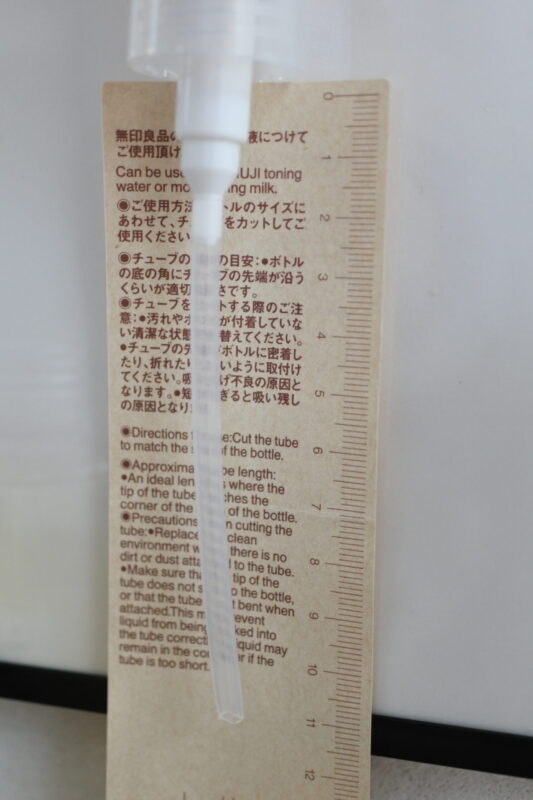 無印良品の 液につけて
ご使用頂け
Can be use UJI toning
water or mo ng milk.
◉ご使用方法 トルのサイズに
あわせて、チ をカットしてご
使用ください
◉チューブの の目安:●ボトル
の底の角にチ ブの先端が沿う
くらいが適切 さです。
◉チューブを トする際のご注
意:●汚れや が付着していな
い清潔な状態 替えてください。
●チューブの先 ボトルに密着し
たり、折れたり いように取付け
てください。吸 げ不良の原因と
なります。●短 ぎると吸い残し
の原因となり
◉Directions e:Cut the tube
to match the s of the bottle.
◉Approxima be length:
●An ideal len s where the
tip of the tube ches the
corner of the of the bottle.
◉Precautions n cutting the
tube:●Replace clean
environment w there is no
dirt or dust atta d to the tube.
●Make sure tha tip of the
tube does not s o the bottle,
or that the tube t bent when
attached.This m revent
liquid from being ked into
the tube correct iquid may
remain in the co r if the
tube is too short.
0
1
2
3
4
5
6
7
8
9
10
11
12